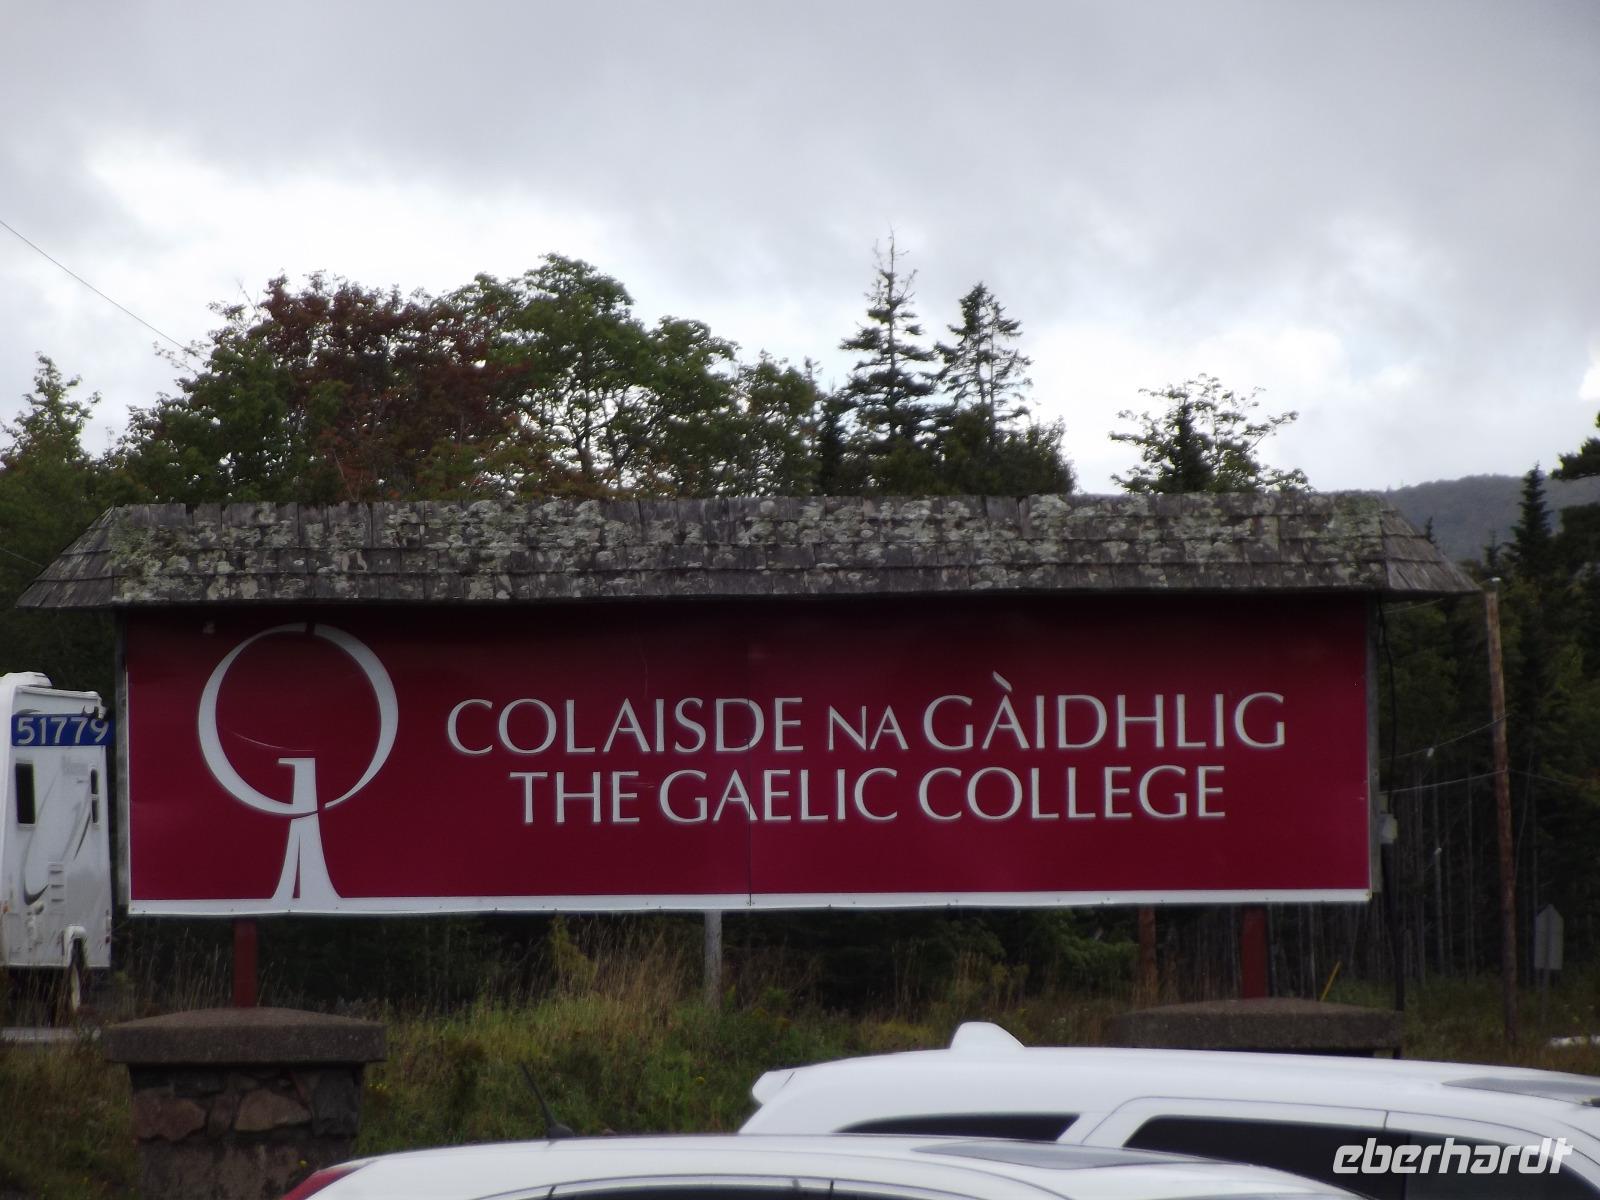 COLAISDE NA GÀIDHLIG
THE GAELIC COLLEGE
51779
eberhardt